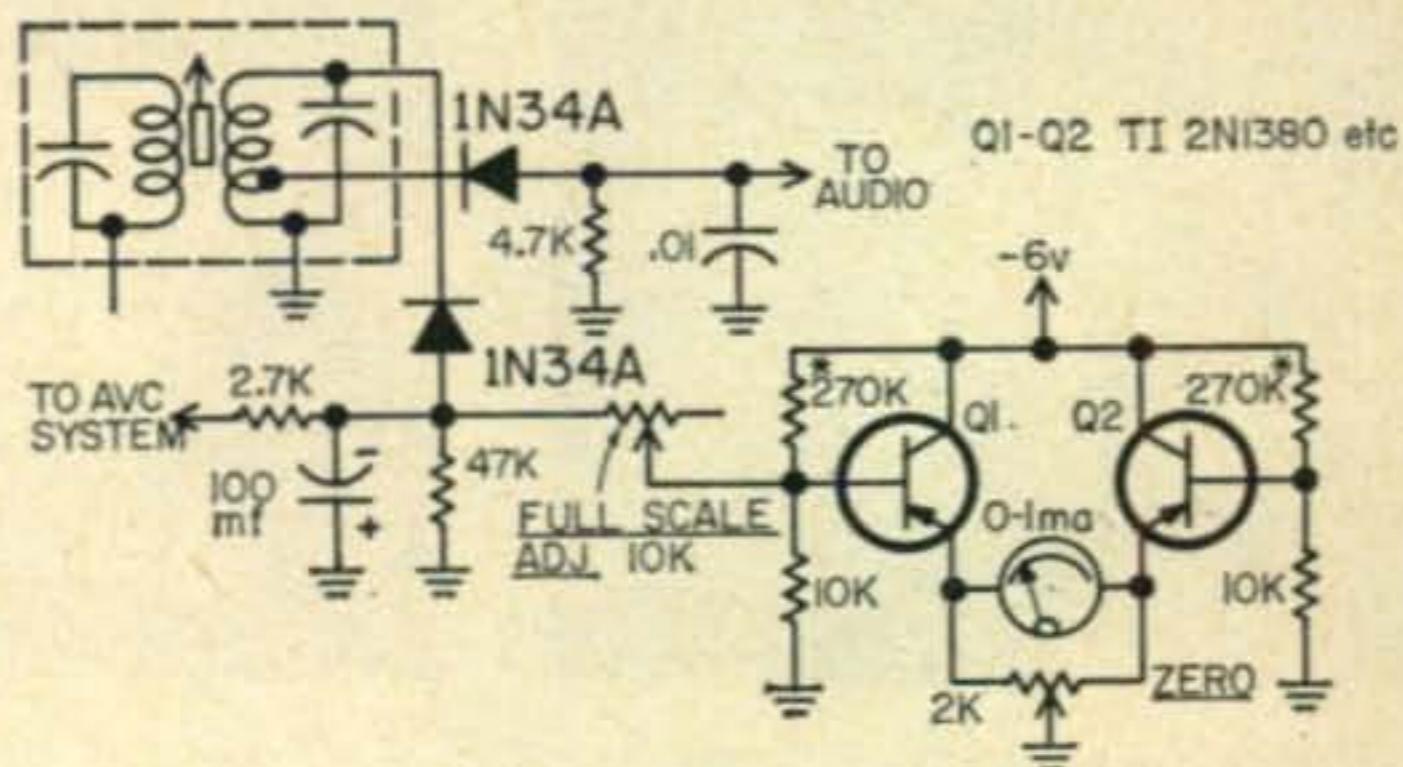 1N34A
Q1-Q2 TI 2N1380 etc
TO
AUDIO
4.7K
.01
-6v
1N34A
TO AVC
SYSTEM
2.7K
*
270K
Q1.
Q2
*
270K
100
mf
-
+
47K
FULL SCALE
ADJ 10K
0-1ma
10K
10K
2K
ZERO